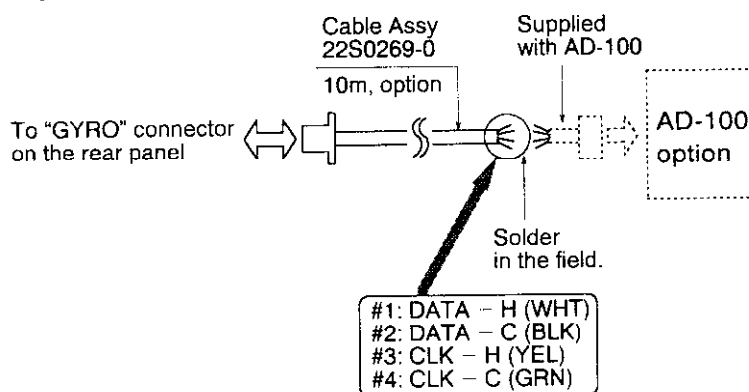 Cable Assy
22S0269-0
10m, option
Supplied
with AD-100
To "GYRO" connector
on the rear panel
AD-100
option
Solder
in the field.
#1: DATA – H (WHT)
#2: DATA – C (BLK)
#3: CLK – H (YEL)
#4: CLK – C (GRN)